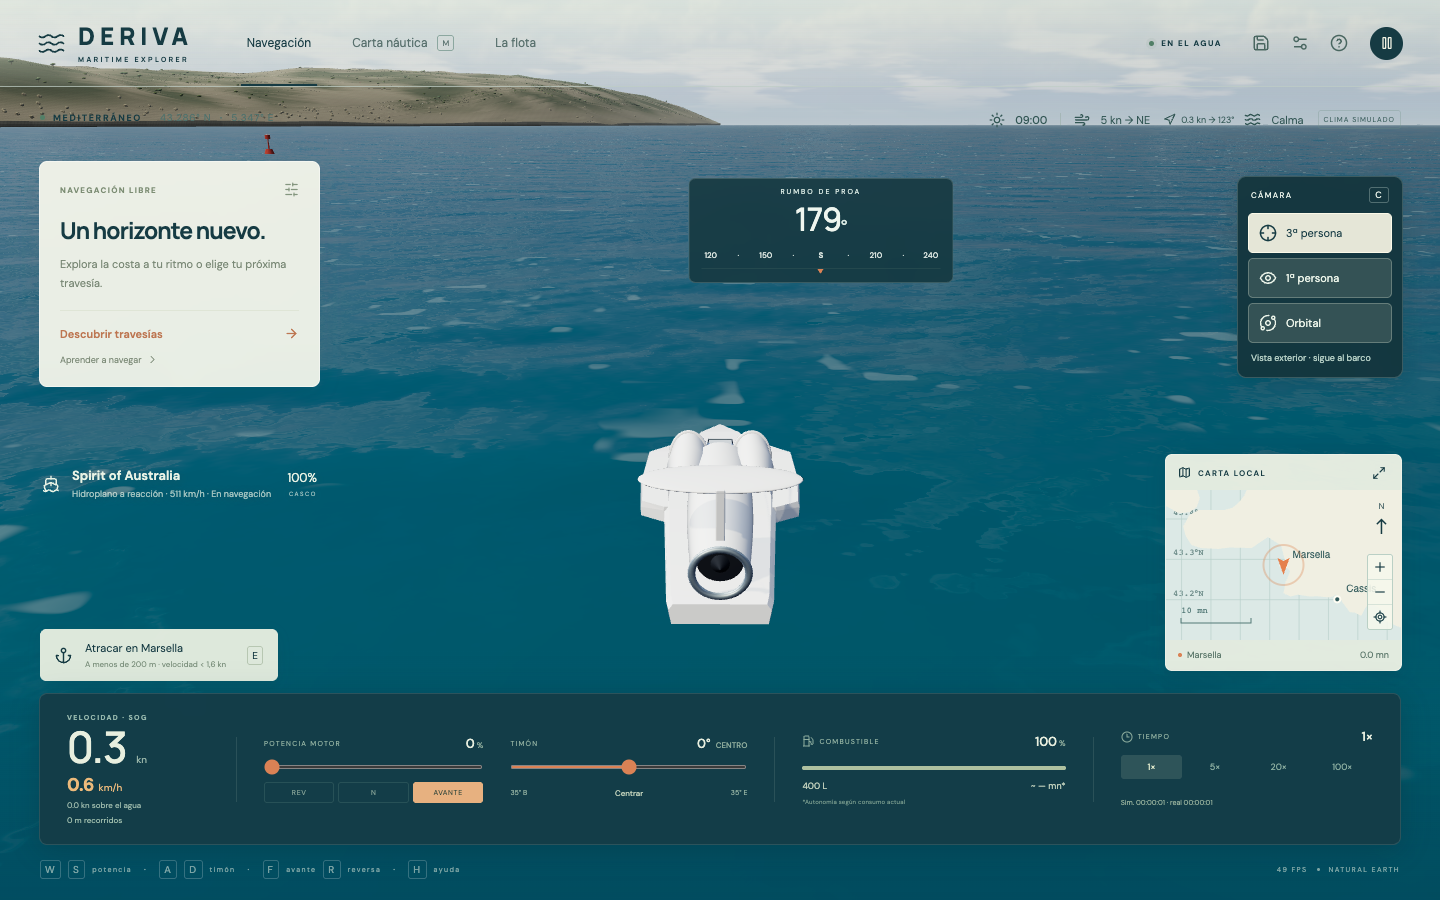 DERIVA
MARITIME EXPLORER
Navegación
Carta náutica M
La flota
EN EL AGUA
MEDITERRÁNEO
09:00
5 kn → NE
0.3 kn → 123°
Calma
CLIMA SIMULADO
NAVEGACIÓN LIBRE
Un horizonte nuevo.
Explora la costa a tu ritmo o elige tu próxima
travesía.
Descubrir travesías →
Aprender a navegar
RUMBO DE PROA
179°
120 · 150 · S · 210 · 240
CÁMARA C
3ª persona
1ª persona
Orbital
Vista exterior · sigue al barco
Spirit of Australia
Hidroplano a reacción · 511 km/h · En navegación
100%
CASCO
CARTA LOCAL
N
43.3°N
Marsella
43.2°N
10 mn
+
−
Marsella
0.0 mn
Atracar en Marsella
A menos de 200 m · velocidad < 1,6 kn
E
VELOCIDAD · SOG
0.3 kn
0.6 km/h
0.0 kn sobre el agua
0 m recorridos
POTENCIA MOTOR 0 %
REV N AVANTE
TIMÓN 0° CENTRO
35° B Centrar 35° E
COMBUSTIBLE 100 %
400 L ~ — mn*
*Autonomía según consumo actual
TIEMPO 1×
1× 5× 20× 100×
Sim. 00:00:01 · real 00:00:01
W S potencia · A D timón · F avante R reversa · H ayuda
49 FPS • NATURAL EARTH